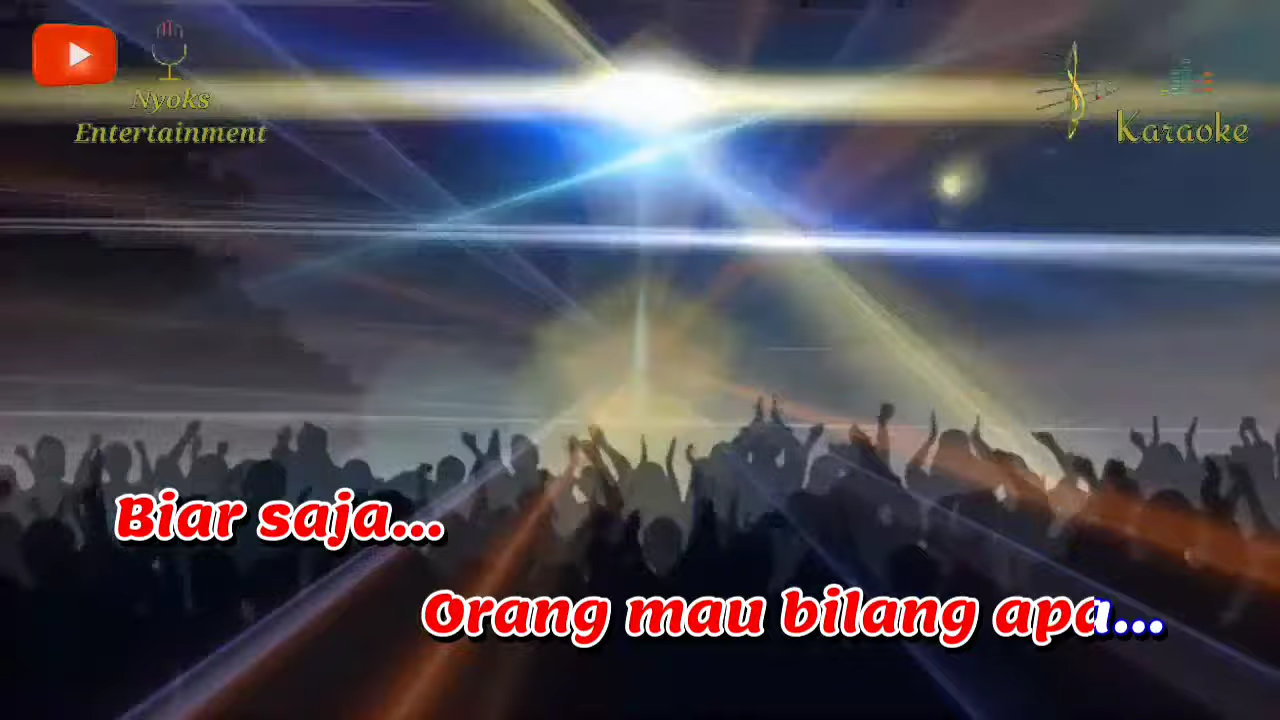 Nyoks
Entertainment
Karaoke
Biar saja...
Orang mau bilang apa...